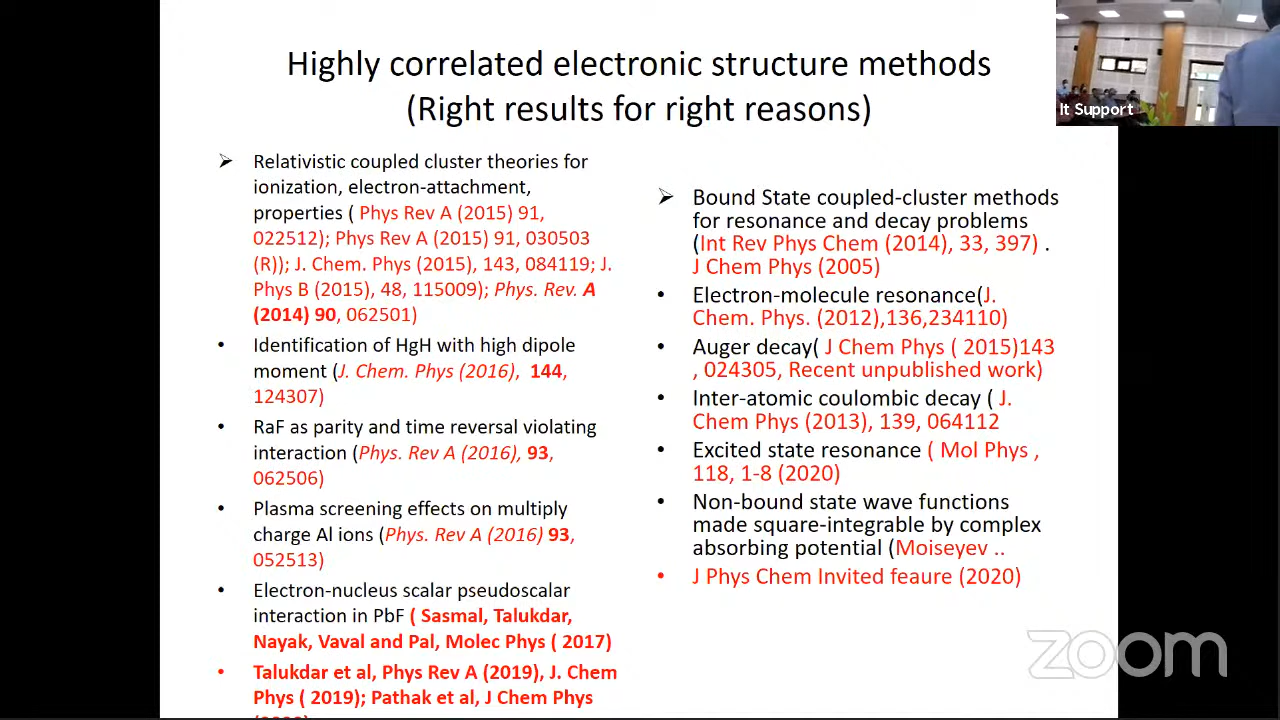 Highly correlated electronic structure methods
(Right results for right reasons)
It Support
➢ Relativistic coupled cluster theories for
ionization, electron-attachment,
properties ( Phys Rev A (2015) 91,
022512); Phys Rev A (2015) 91, 030503
(R)); J. Chem. Phys (2015), 143, 084119; J.
Phys B (2015), 48, 115009); Phys. Rev. A
(2014) 90, 062501)
• Identification of HgH with high dipole
moment (J. Chem. Phys (2016), 144,
124307)
• RaF as parity and time reversal violating
interaction (Phys. Rev A (2016), 93,
062506)
• Plasma screening effects on multiply
charge Al ions (Phys. Rev A (2016) 93,
052513)
• Electron-nucleus scalar pseudoscalar
interaction in PbF ( Sasmal, Talukdar,
Nayak, Vaval and Pal, Molec Phys ( 2017)
• Talukdar et al, Phys Rev A (2019), J. Chem
Phys ( 2019); Pathak et al, J Chem Phys
➢ Bound State coupled-cluster methods
for resonance and decay problems
(Int Rev Phys Chem (2014), 33, 397) .
J Chem Phys (2005)
• Electron-molecule resonance(J.
Chem. Phys. (2012),136,234110)
• Auger decay( J Chem Phys ( 2015)143
, 024305, Recent unpublished work)
• Inter-atomic coulombic decay ( J.
Chem Phys (2013), 139, 064112
• Excited state resonance ( Mol Phys ,
118, 1-8 (2020)
• Non-bound state wave functions
made square-integrable by complex
absorbing potential (Moiseyev ..
• J Phys Chem Invited feaure (2020)
zoom